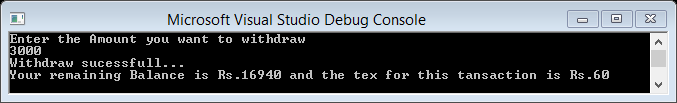 Microsoft Visual Studio Debug Console
Enter the Amount you want to withdraw
3000
Withdraw sucessfull...
Your remaining Balance is Rs.16940 and the tex for this tansaction is Rs.60